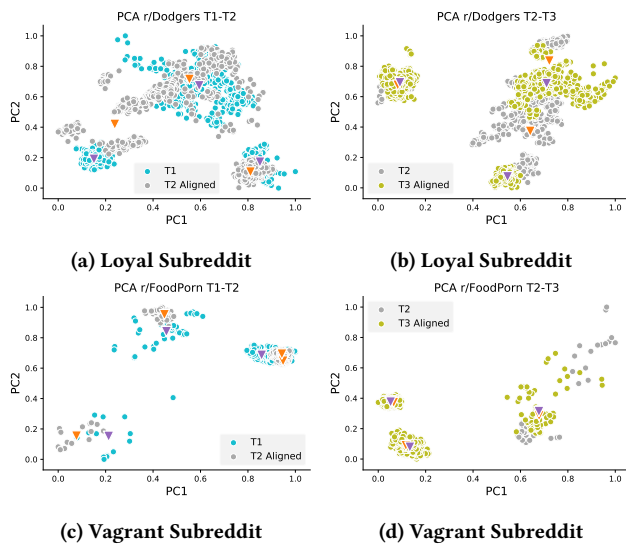 PCA r/Dodgers T1-T2
1.0
0.8
0.6
0.4
0.2
0.0
PC2
T1
T2 Aligned
0.0 0.2 0.4 0.6 0.8 1.0
PC1
(a) Loyal Subreddit
PCA r/Dodgers T2-T3
1.0
0.8
0.6
0.4
0.2
0.0
PC2
T2
T3 Aligned
0.0 0.2 0.4 0.6 0.8 1.0
PC1
(b) Loyal Subreddit
PCA r/FoodPorn T1-T2
1.0
0.8
0.6
0.4
0.2
0.0
PC2
T1
T2 Aligned
0.0 0.2 0.4 0.6 0.8 1.0
PC1
(c) Vagrant Subreddit
PCA r/FoodPorn T2-T3
T2
T3 Aligned
1.0
0.8
0.6
0.4
0.2
0.0
PC2
0.0 0.2 0.4 0.6 0.8 1.0
PC1
(d) Vagrant Subreddit